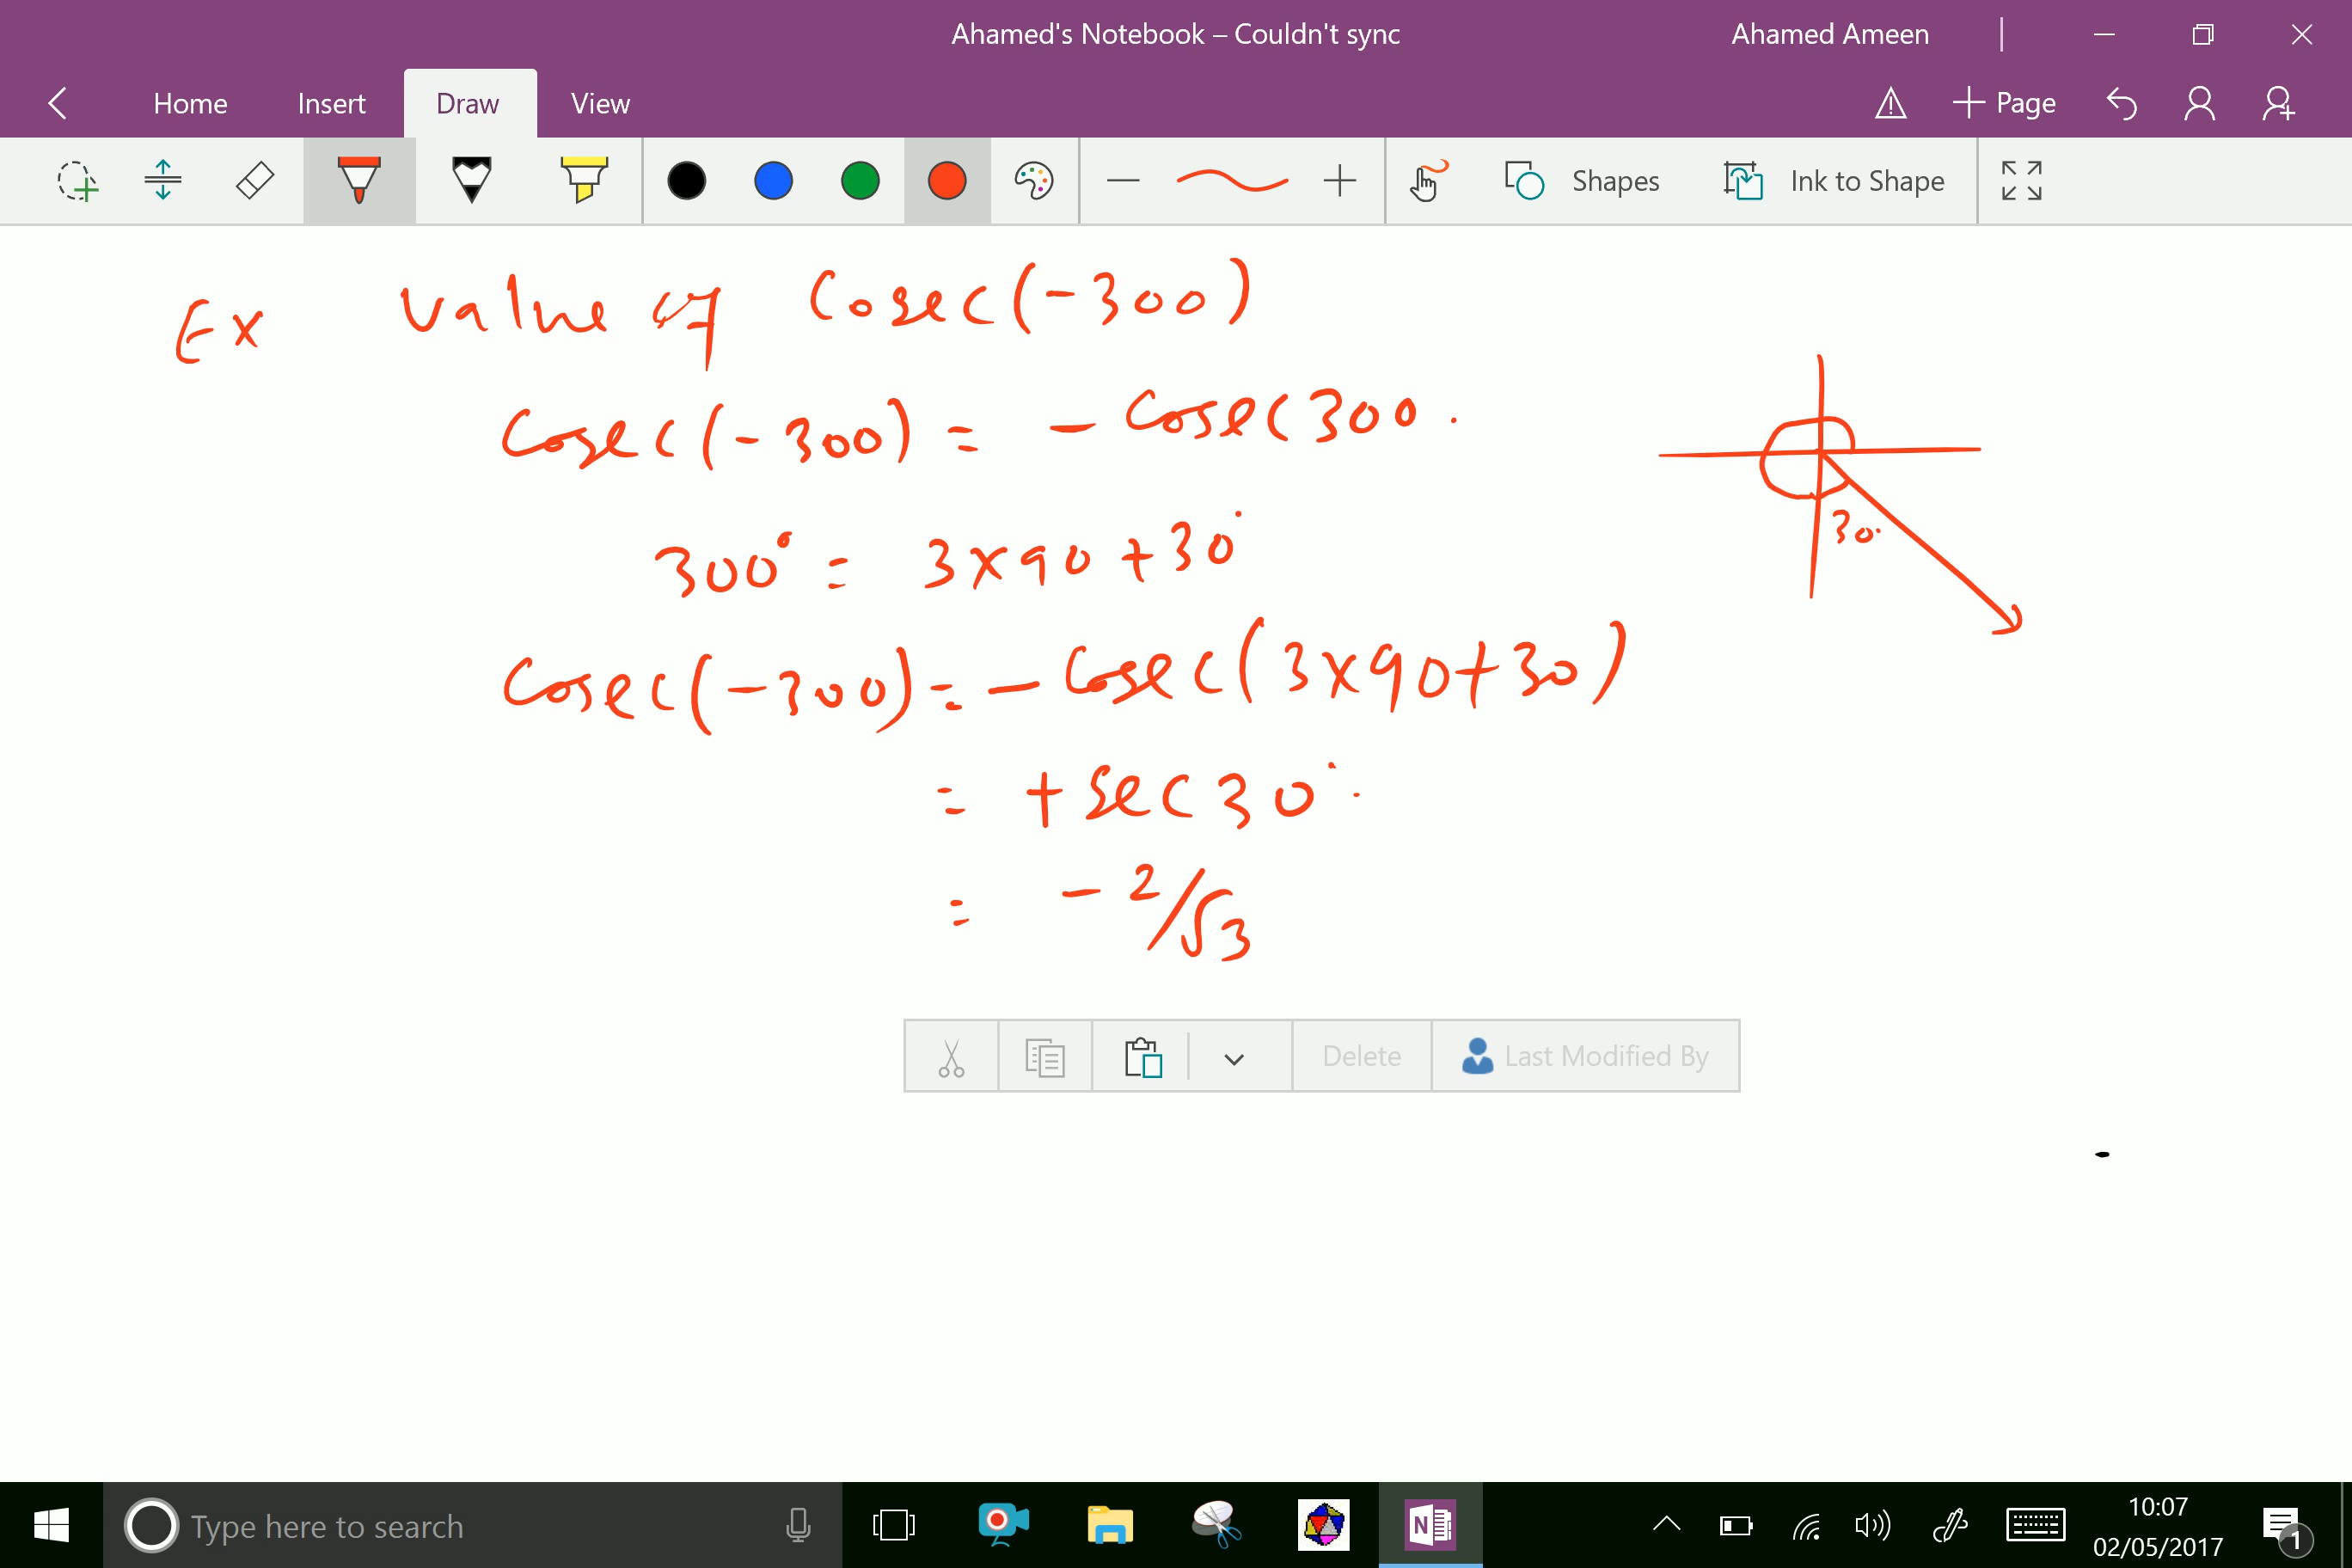 Ahamed's Notebook – Couldn't sync Ahamed Ameen
Home Insert Draw View Page
Shapes Ink to Shape
Ex value of Cosec(-300)
Cosec(-300) = -Cosec300.
300° = 3x90+30°
30°
Cosec(-300) = -Cosec(3x90+30)
= +Sec30°.
= -2/√3
Delete Last Modified By
Type here to search
N
10:07
02/05/2017
1